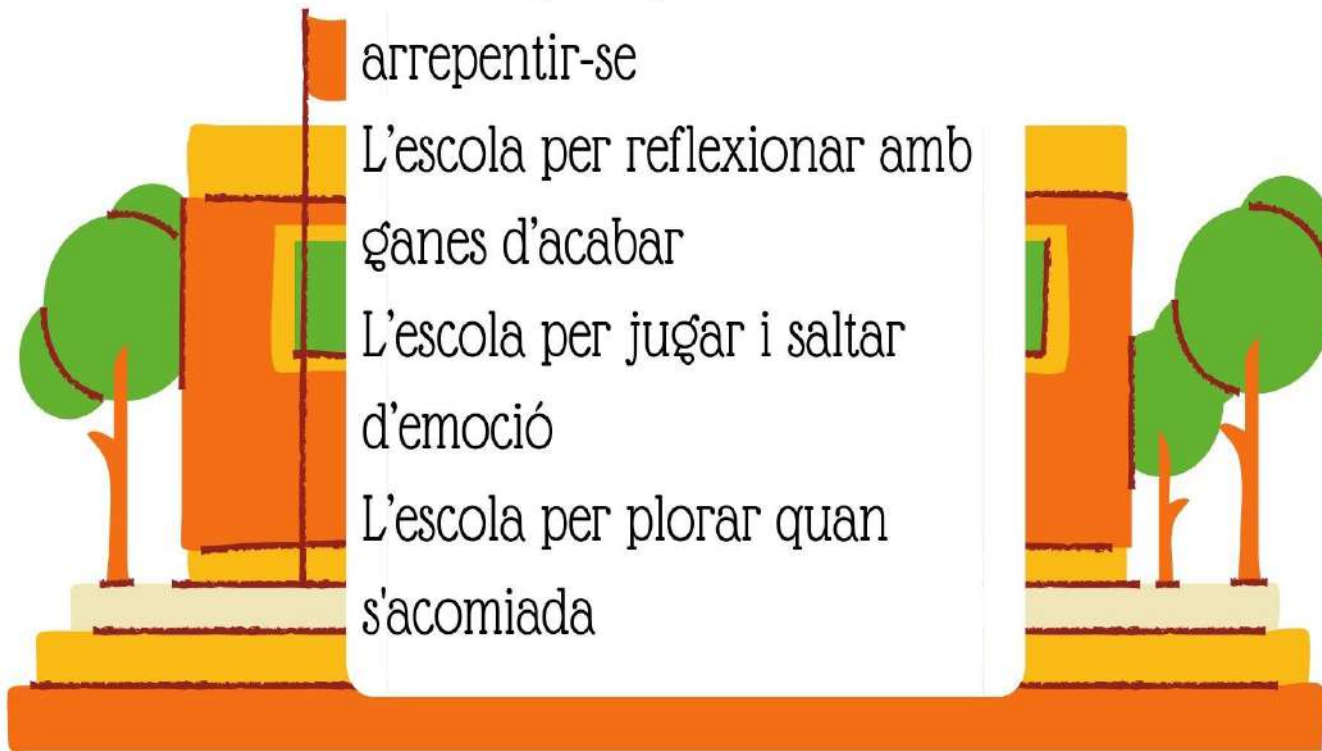 arrepentir-se
L'escola per reflexionar amb
ganes d'acabar
L'escola per jugar i saltar
d'emoció
L'escola per plorar quan
s'acomiada